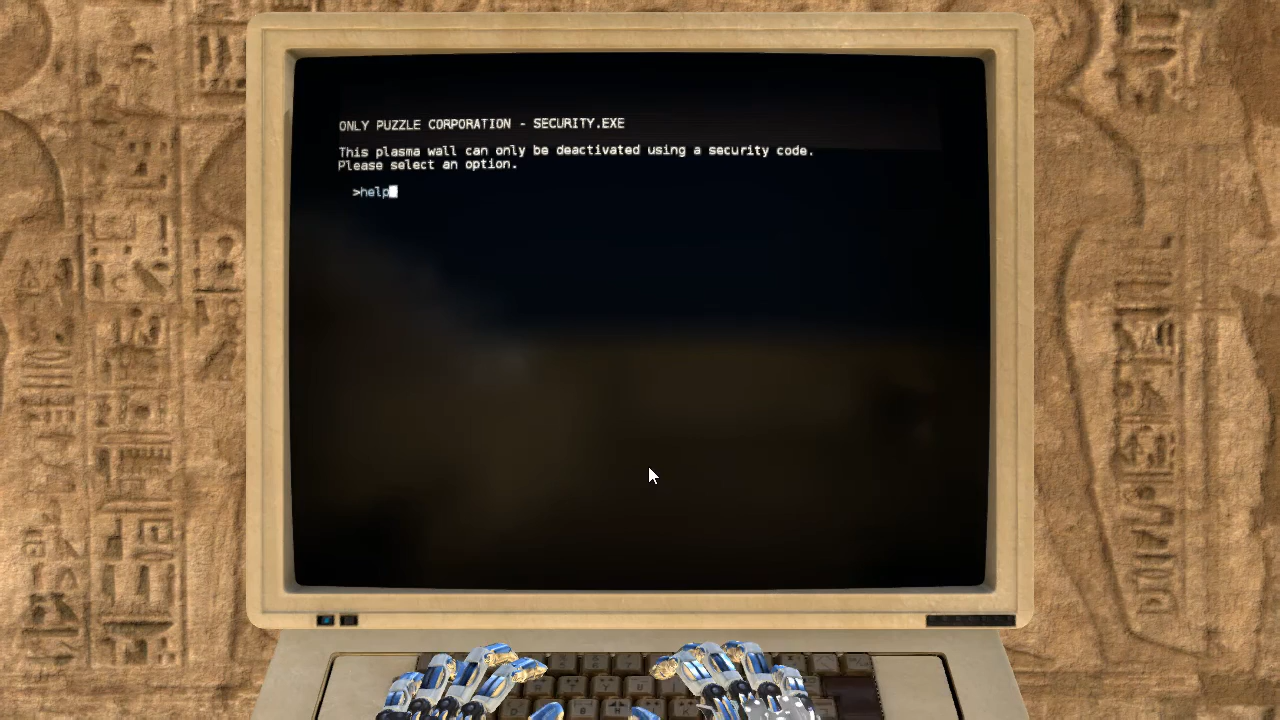 ONLY PUZZLE CORPORATION - SECURITY.EXE
This plasma wall can only be deactivated using a security code.
Please select an option.
>help